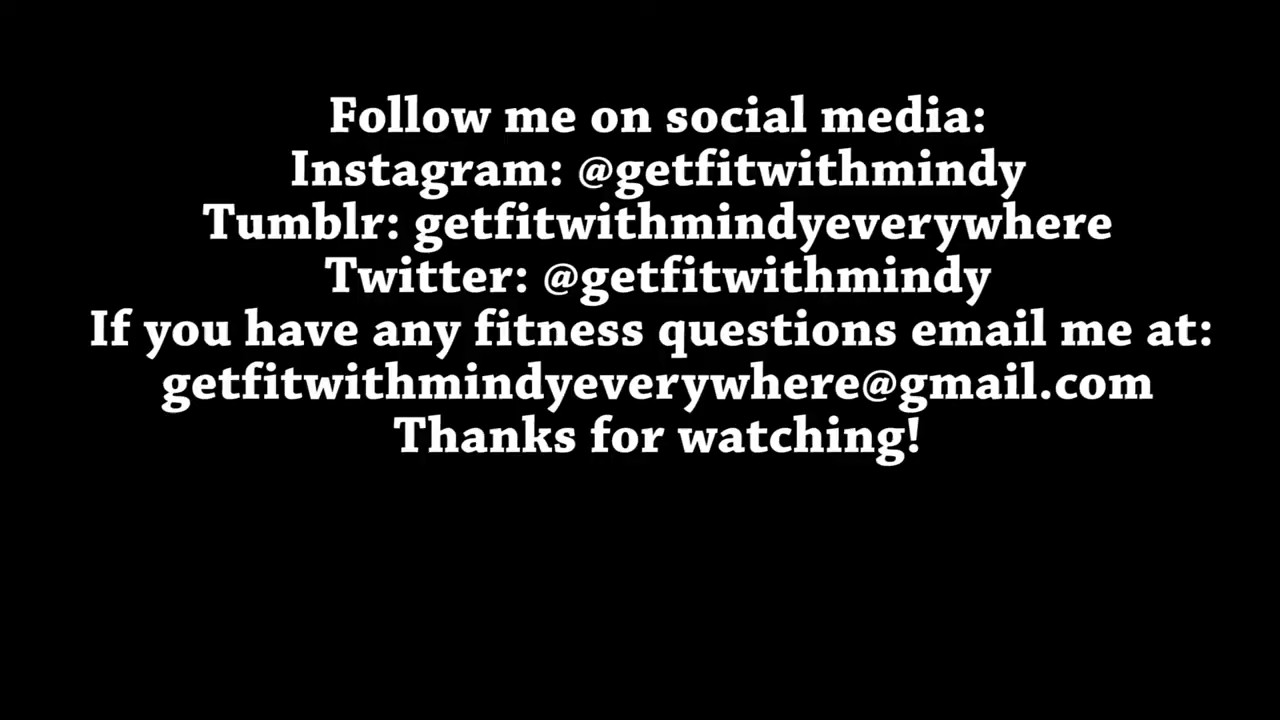 Follow me on social media:
Instagram: @getfitwithmindy
Tumblr: getfitwithmindyeverywhere
Twitter: @getfitwithmindy
If you have any fitness questions email me at:
getfitwithmindyeverywhere@gmail.com
Thanks for watching!